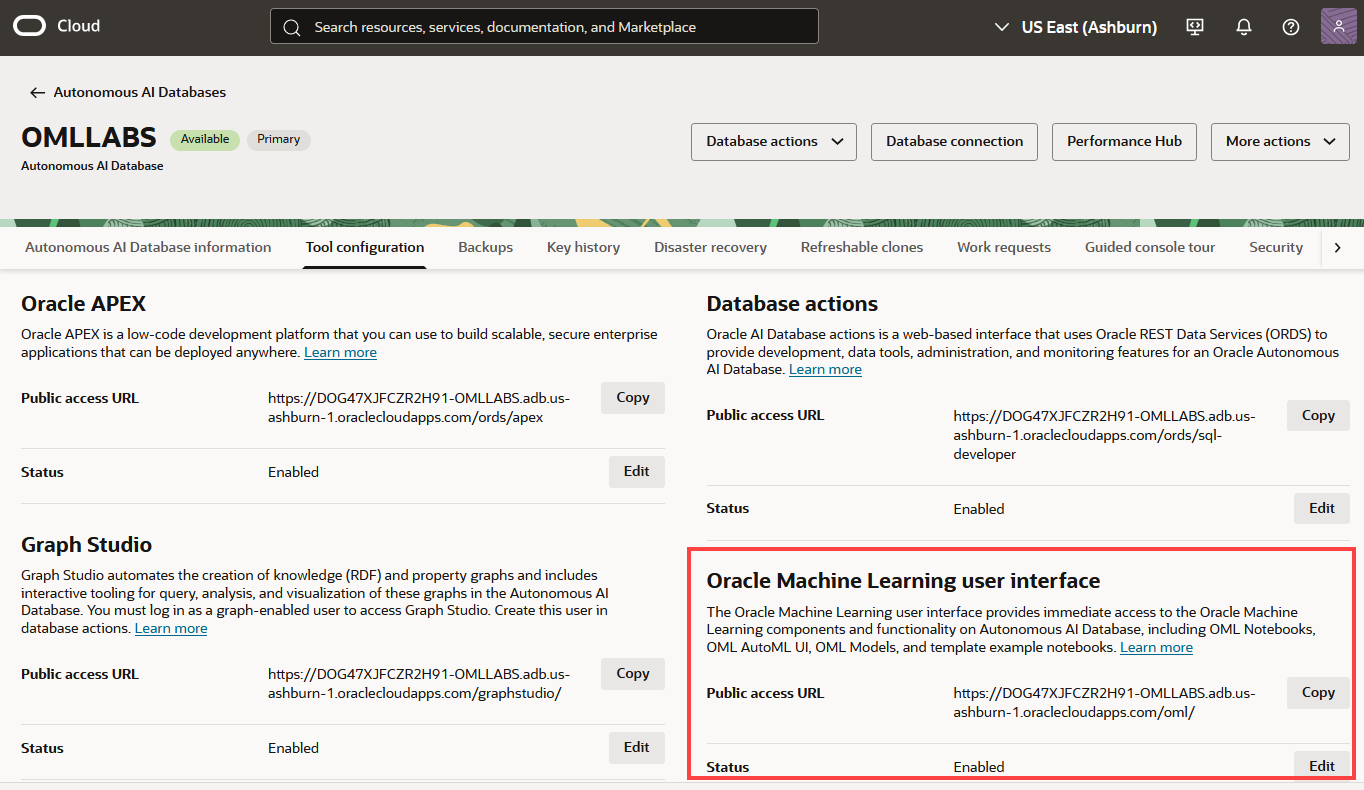 Cloud
Search resources, services, documentation, and Marketplace
US East (Ashburn)
Autonomous AI Databases
OMLLABS Available Primary
Autonomous AI Database
Database actions
Database connection
Performance Hub
More actions
Autonomous AI Database information
Tool configuration
Backups
Key history
Disaster recovery
Refreshable clones
Work requests
Guided console tour
Security
Oracle APEX
Oracle APEX is a low-code development platform that you can use to build scalable, secure enterprise
applications that can be deployed anywhere. Learn more
Public access URL
https://DOG47XJFCZR2H91-OMLLABS.adb.us-
ashburn-1.oraclecloudapps.com/ords/apex
Copy
Status
Enabled
Edit
Graph Studio
Graph Studio automates the creation of knowledge (RDF) and property graphs and includes
interactive tooling for query, analysis, and visualization of these graphs in the Autonomous AI
Database. You must log in as a graph-enabled user to access Graph Studio. Create this user in
database actions. Learn more
Public access URL
https://DOG47XJFCZR2H91-OMLLABS.adb.us-
ashburn-1.oraclecloudapps.com/graphstudio/
Copy
Status
Enabled
Edit
Database actions
Oracle AI Database actions is a web-based interface that uses Oracle REST Data Services (ORDS) to
provide development, data tools, administration, and monitoring features for an Oracle Autonomous
AI Database. Learn more
Public access URL
https://DOG47XJFCZR2H91-OMLLABS.adb.us-
ashburn-1.oraclecloudapps.com/ords/sql-
developer
Copy
Status
Enabled
Edit
Oracle Machine Learning user interface
The Oracle Machine Learning user interface provides immediate access to the Oracle Machine
Learning components and functionality on Autonomous AI Database, including OML Notebooks,
OML AutoML UI, OML Models, and template example notebooks. Learn more
Public access URL
https://DOG47XJFCZR2H91-OMLLABS.adb.us-
ashburn-1.oraclecloudapps.com/oml/
Copy
Status
Enabled
Edit